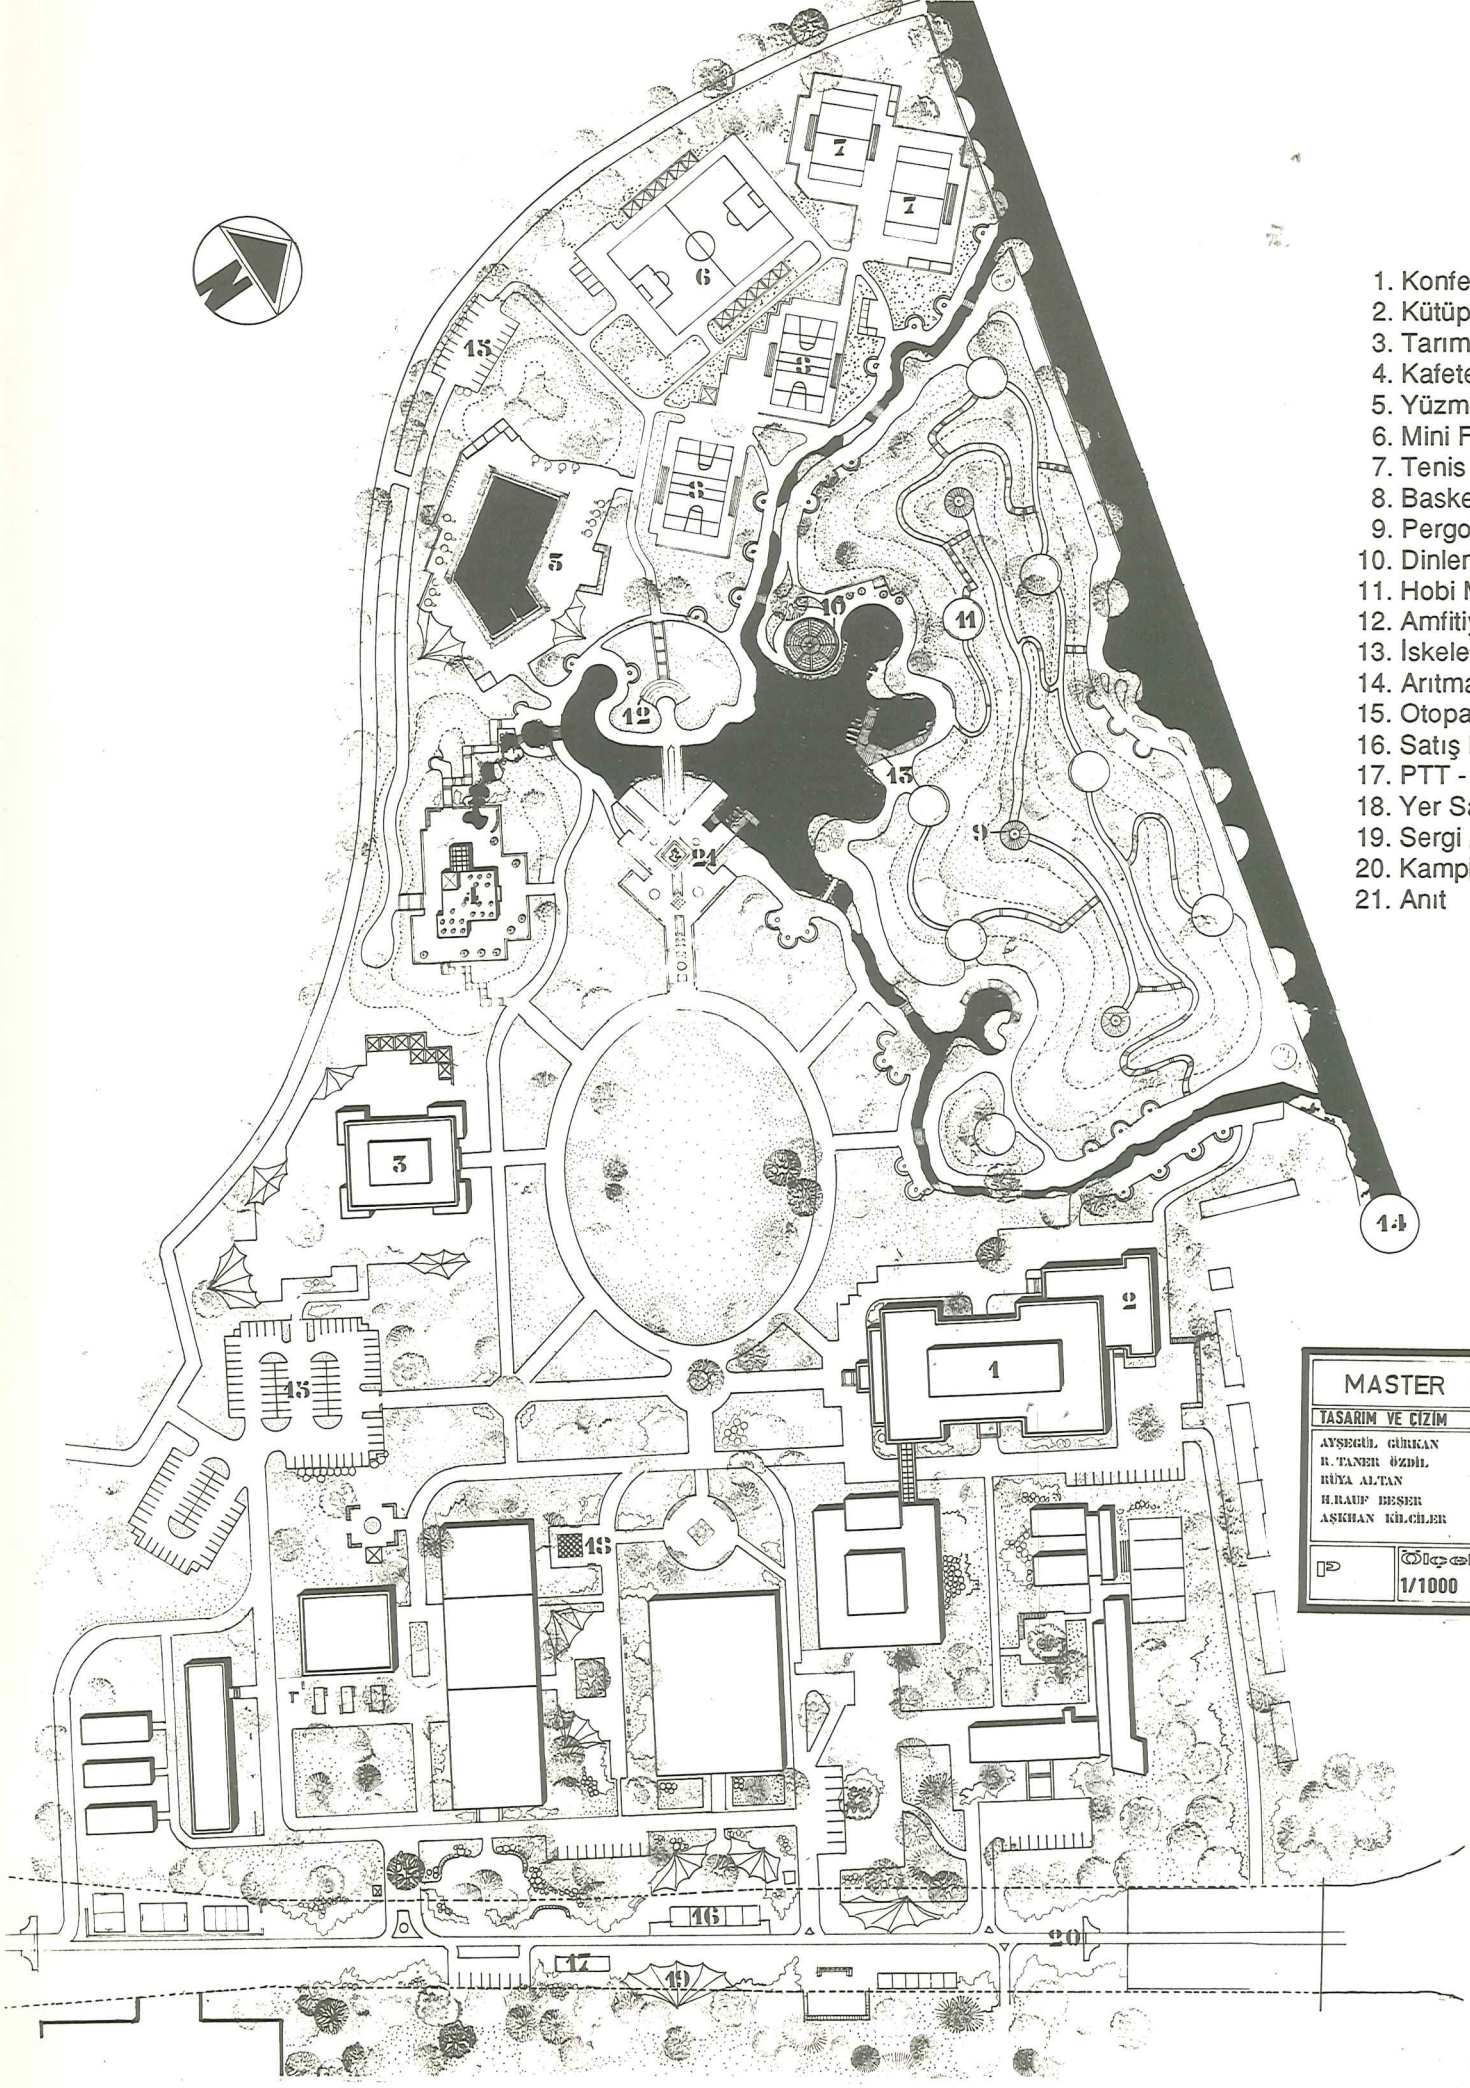 N
7
7
6
15
8
8
5
10
11
12
13
4
21
9
3
14
2
1
15
18
16
20
17
19
1. Konfe
2. Kütüp
3. Tarım
4. Kafete
5. Yüzm
6. Mini F
7. Tenis
8. Baske
9. Pergo
10. Dinler
11. Hobi
12. Amfitiy
13. İskele
14. Arıtma
15. Otopa
16. Satış
17. PTT -
18. Yer Sa
19. Sergi
20. Kamp
21. Anıt
MASTER
TASARIM VE ÇİZİM
AYŞEGÜL GÜRKAN
R. TANER ÖZDİL
RÜYA ALTAN
H.RAUF BEŞER
AŞKHAN KILCILER
Ölçe
1/1000